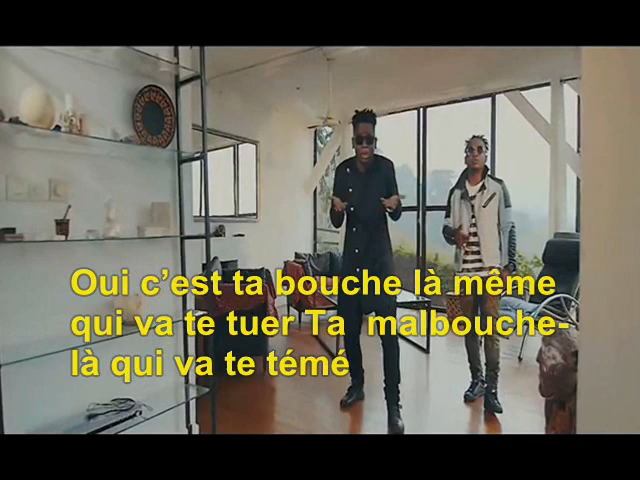 Oui c’est ta bouche là même
qui va te tuer Ta  malbouche-
là qui va te témé